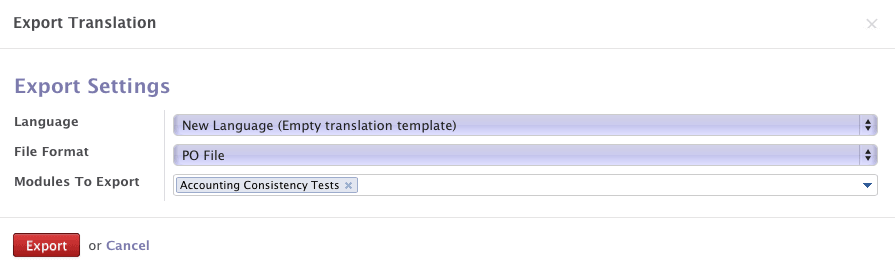 Export Translation
Export Settings
Language New Language (Empty translation template)
File Format PO File
Modules To Export Accounting Consistency Tests
Export or Cancel